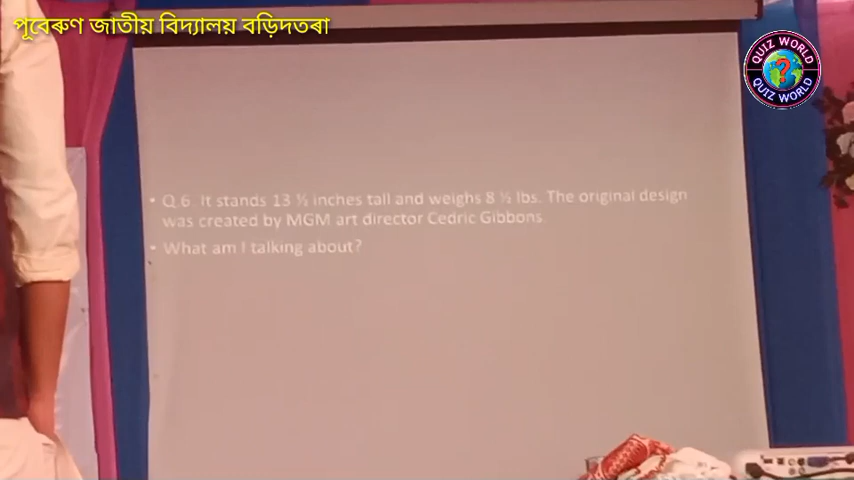 পূবেৰুণ জাতীয় বিদ্যালয় বড়িদতৰা
QUIZ WORLD
QUIZ WORLD
• Q.6. It stands 13 ½ inches tall and weighs 8 ½ lbs. The original design
was created by MGM art director Cedric Gibbons.
• What am I talking about?